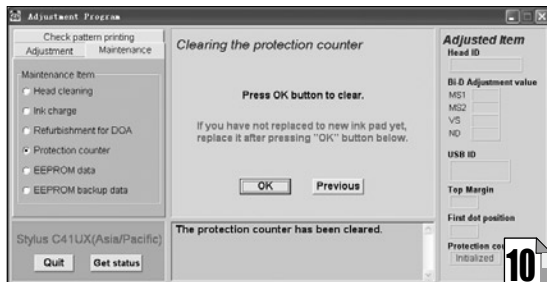 Adjustment Program
Check pattern printing
Adjustment
Maintenance
Maintenance Item
Head cleaning
Ink charge
Refurbishment for DOA
Protection counter
EEPROM data
EEPROM backup data
Stylus C41UX(Asia/Pacific)
Quit
Get status
Clearing the protection counter
Press OK button to clear.
If you have not replaced to new ink pad yet,
replace it after pressing "OK" button below.
OK
Previous
The protection counter has been cleared.
Adjusted Item
Head ID
Bi-D Adjustment value
MS1
MS2
VS
ND
USB ID
Top Margin
First dot position
Protection
Initialized
10